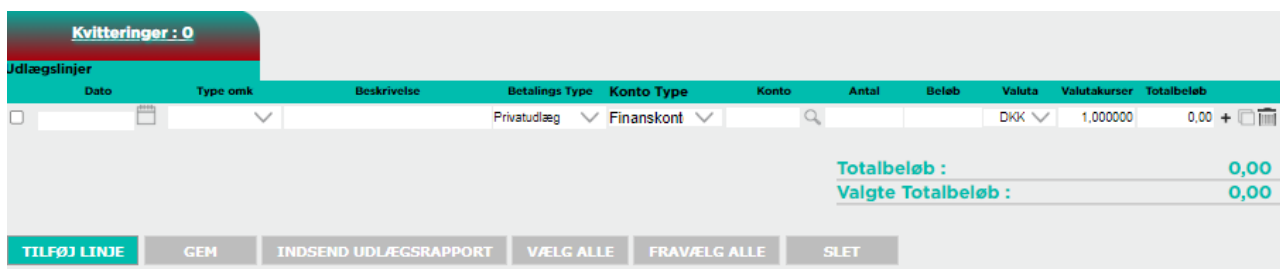 Kvitteringer : 0
Udlægslinjer
Dato Type omk Beskrivelse Betalings Type Konto Type Konto Antal Beløb Valuta Valutakurser Totalbeløb
Privatudlæg Finanskont DKK 1,000000 0,00 +
Totalbeløb : 0,00
Valgte Totalbeløb : 0,00
TILFØJ LINJE GEM INDSEND UDLÆGSRAPPORT VÆLG ALLE FRAVÆLG ALLE SLET